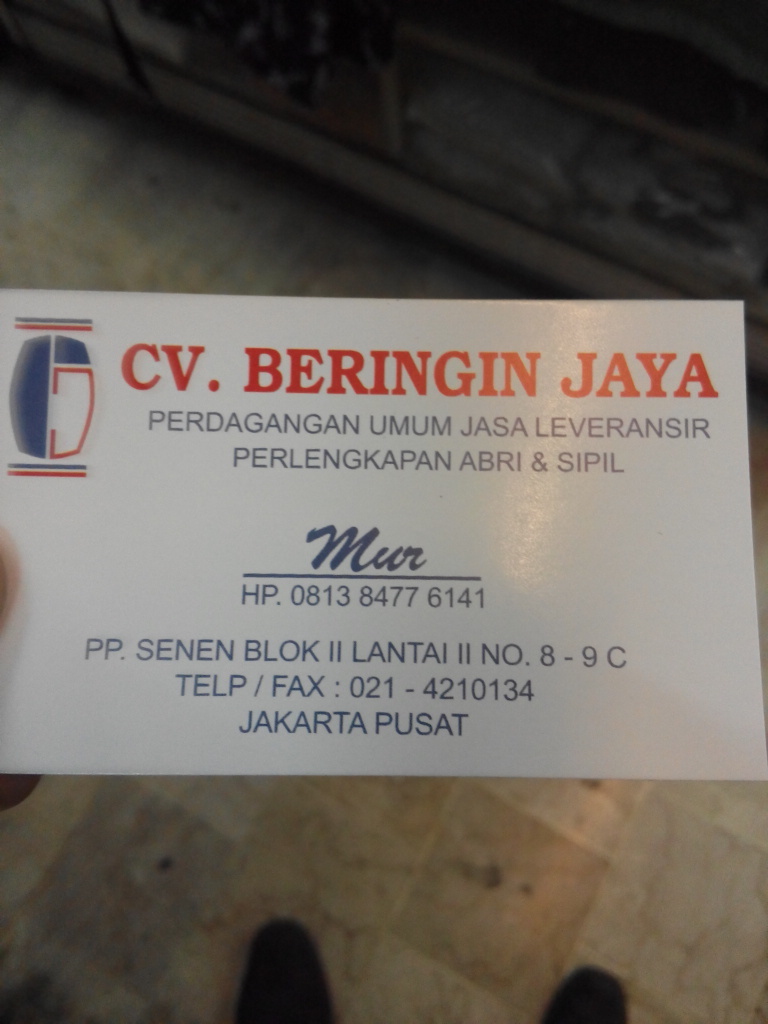 CV. BERINGIN JAYA
PERDAGANGAN UMUM JASA LEVERANSIR
PERLENGKAPAN ABRI & SIPIL
Mur
HP. 0813 8477 6141
PP. SENEN BLOK II LANTAI II NO. 8 - 9 C
TELP / FAX : 021 - 4210134
JAKARTA PUSAT